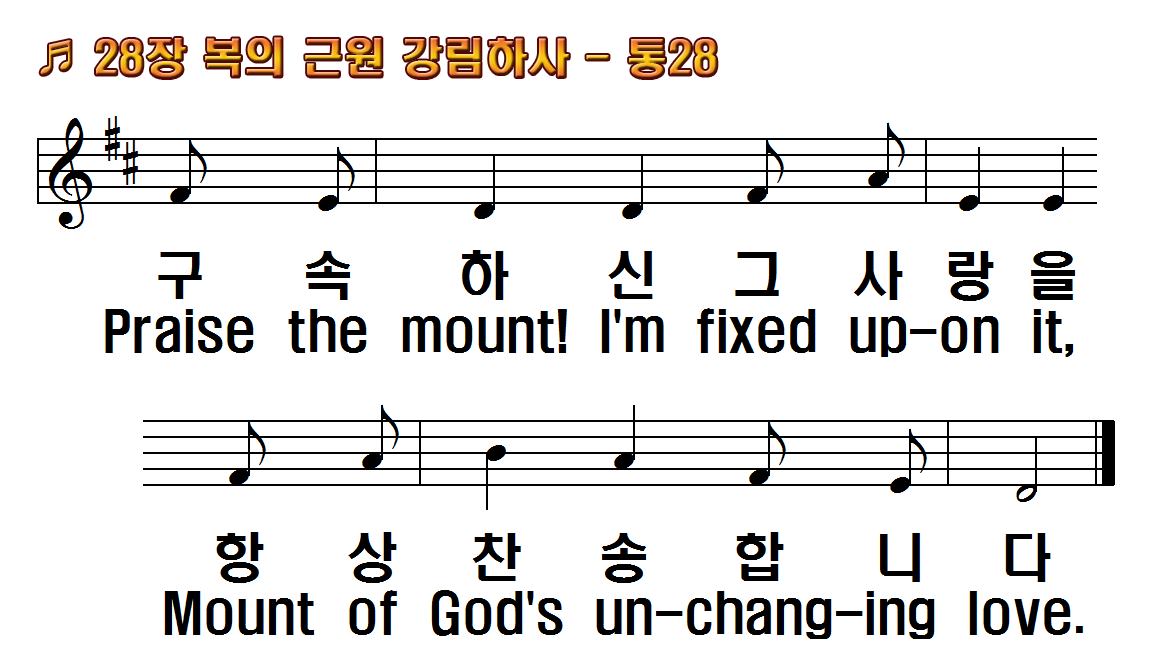 ♬ 28장 복의 근원 강림하사 - 통28
구 속 하 신 그 사 랑 을
Praise the mount! I'm fixed up-on it,
항 상 찬 송 합 니 다
Mount of God's un-chang-ing love.